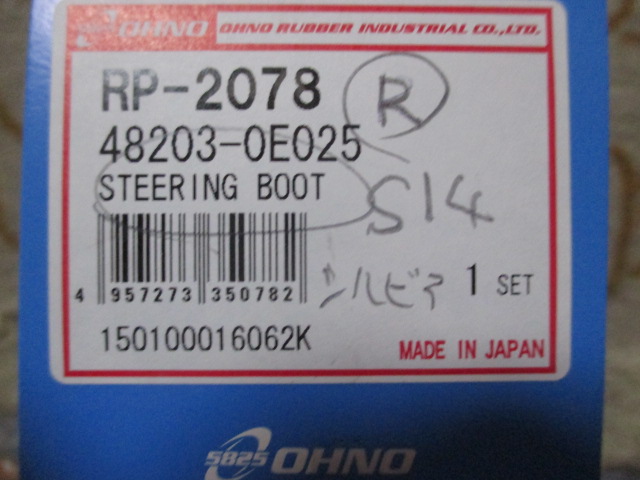 5825 OHNO OHNO RUBBER INDUSTRIAL CO.,LTD.
RP-2078 R
48203-0E025
STEERING BOOT S14
シルビア 1 SET
4 957273 350782
150100016062K MADE IN JAPAN
5825 OHNO